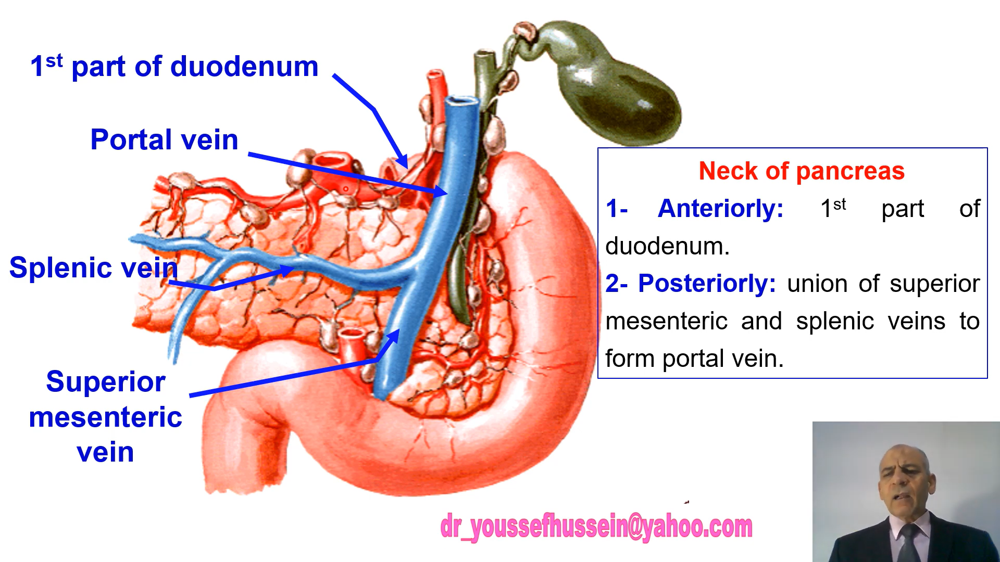 1st part of duodenum
Portal vein
Splenic vein
Superior
mesenteric
vein
Neck of pancreas
1- Anteriorly: 1st part of
duodenum.
2- Posteriorly: union of superior
mesenteric and splenic veins to
form portal vein.
dr_youssefhussein@yahoo.com